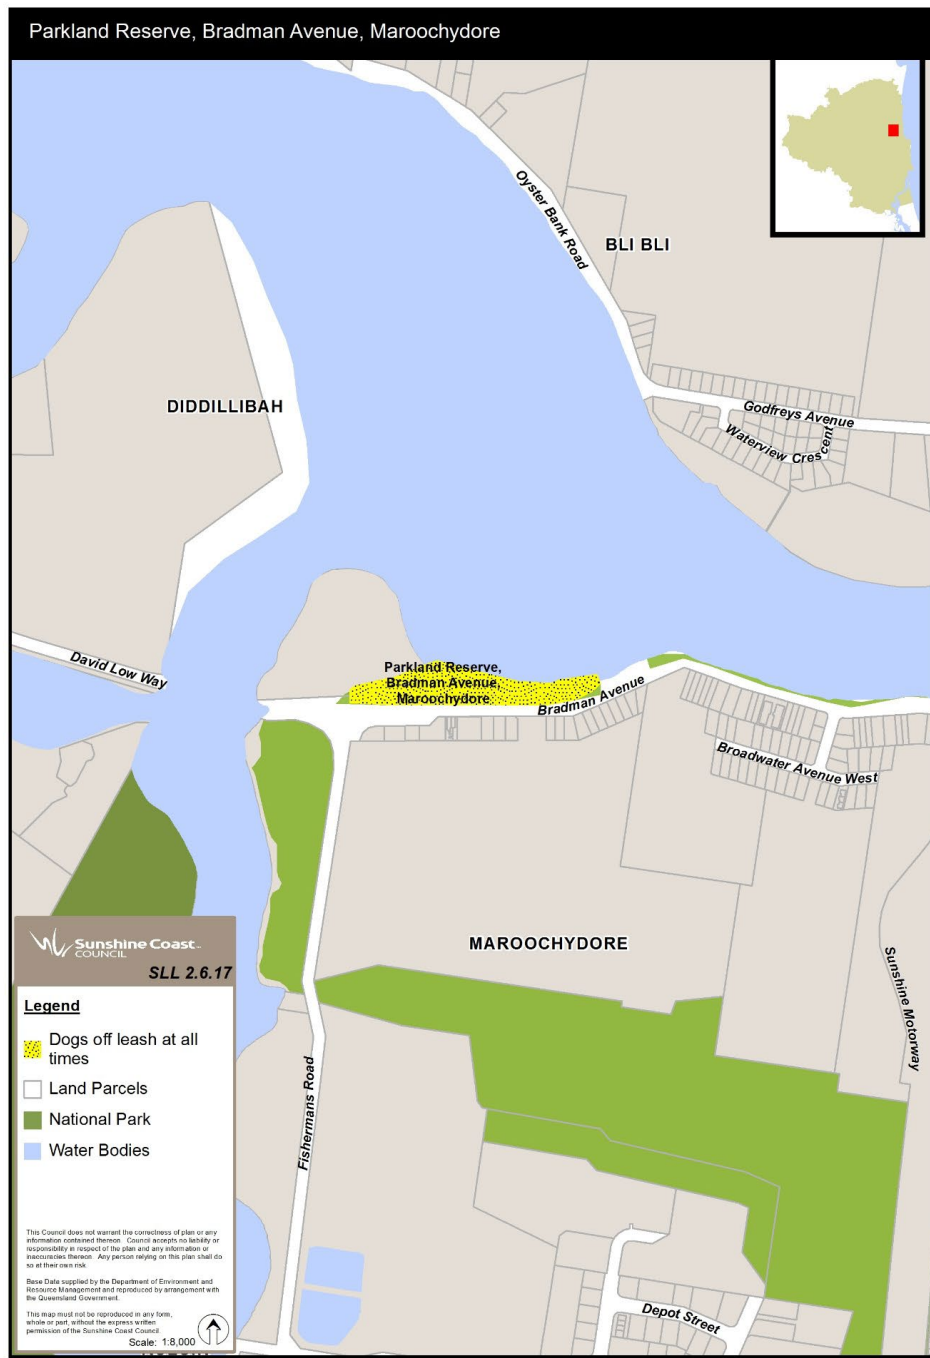 Parkland Reserve, Bradman Avenue, Maroochydore
Oyster Bank Road
BLI BLI
DIDDILLIBAH
Godfreys Avenue
Waterview Crescent
David Low Way
Parkland Reserve,
Bradman Avenue,
Maroochydore
Bradman Avenue
Broadwater Avenue West
MAROOCHYDORE
Sunshine Motorway
Fishermans Road
Depot Street
Sunshine Coast
COUNCIL
SLL 2.6.17
Legend
Dogs off leash at all
times
Land Parcels
National Park
Water Bodies
This Council does not warrant the correctness of plan or any
information contained thereon. Council accepts no liability or
responsibility in respect of the plan and any information or
inaccuracies thereon. Any person relying on this plan shall do
so at their own risk.
Base Data supplied by the Department of Environment and
Resource Management and reproduced by arrangement with
the Queensland Government.
This map must not be reproduced in any form,
whole or part, without the express written
permission of the Sunshine Coast Council
Scale: 1:8,000